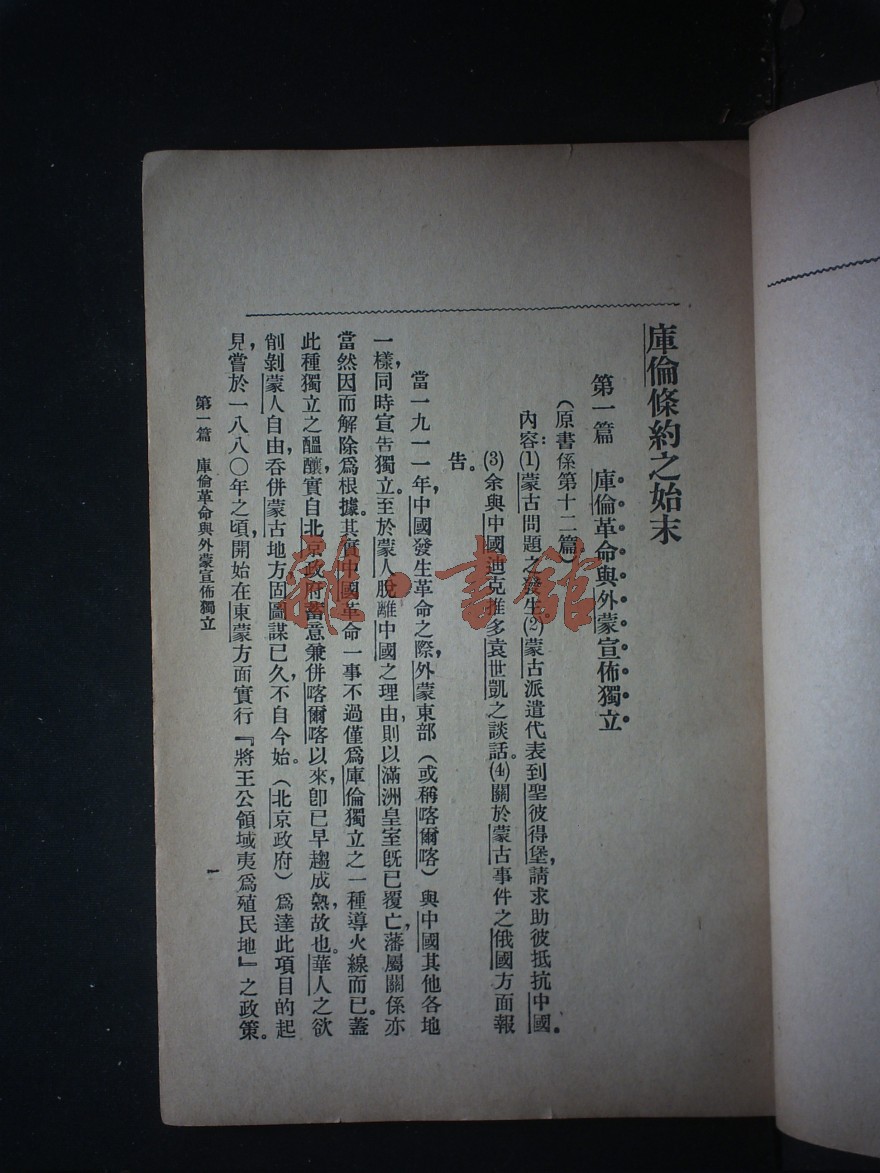 庫倫條約之始末
第一篇 庫倫革命與外蒙宣佈獨立
(原書係第十二篇)
內容:(1)蒙古問題之發生(2)蒙古派遣代表到聖彼得堡,請求助彼抵抗中國。
(3)余與中國迪克推多袁世凱之談話。(4)關於蒙古事件之俄國方面報
告。
當一九一一年,中國發生革命之際,外蒙東部(或稱喀爾喀)與中國其他各地
一樣,同時宣告獨立。至於蒙人脫離中國之理由,則以滿洲皇室旣已覆亡,藩屬關係亦
當然因而解除爲根據。其實中國革命一事不過僅爲庫倫獨立之一種導火線而已。蓋
此種獨立之醞釀,實自北京政府蓄意兼併喀爾喀以來,卽已早趨成熟故也。華人之欲
削剝蒙人自由,吞併蒙古地方,固圖謀已久,不自今始。(北京政府)爲達此項目的起
見,嘗於一八八〇年之頃,開始在東蒙方面實行『將王公領域夷爲殖民地』之政策。
第一篇 庫倫革命與外蒙宣佈獨立
一
雜·書館